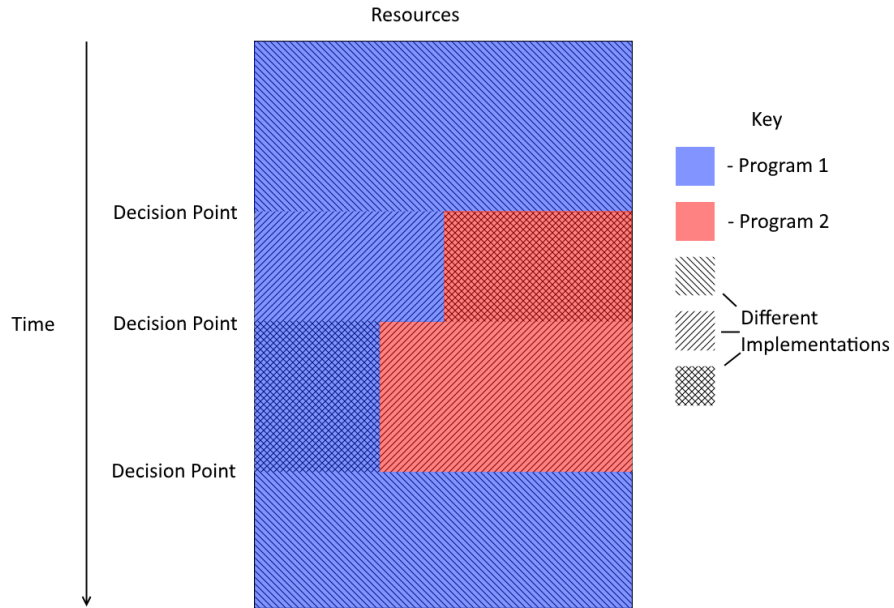 Resources
Key
- Program 1
Decision Point
- Program 2
Time
Decision Point
Different
Implementations
Decision Point